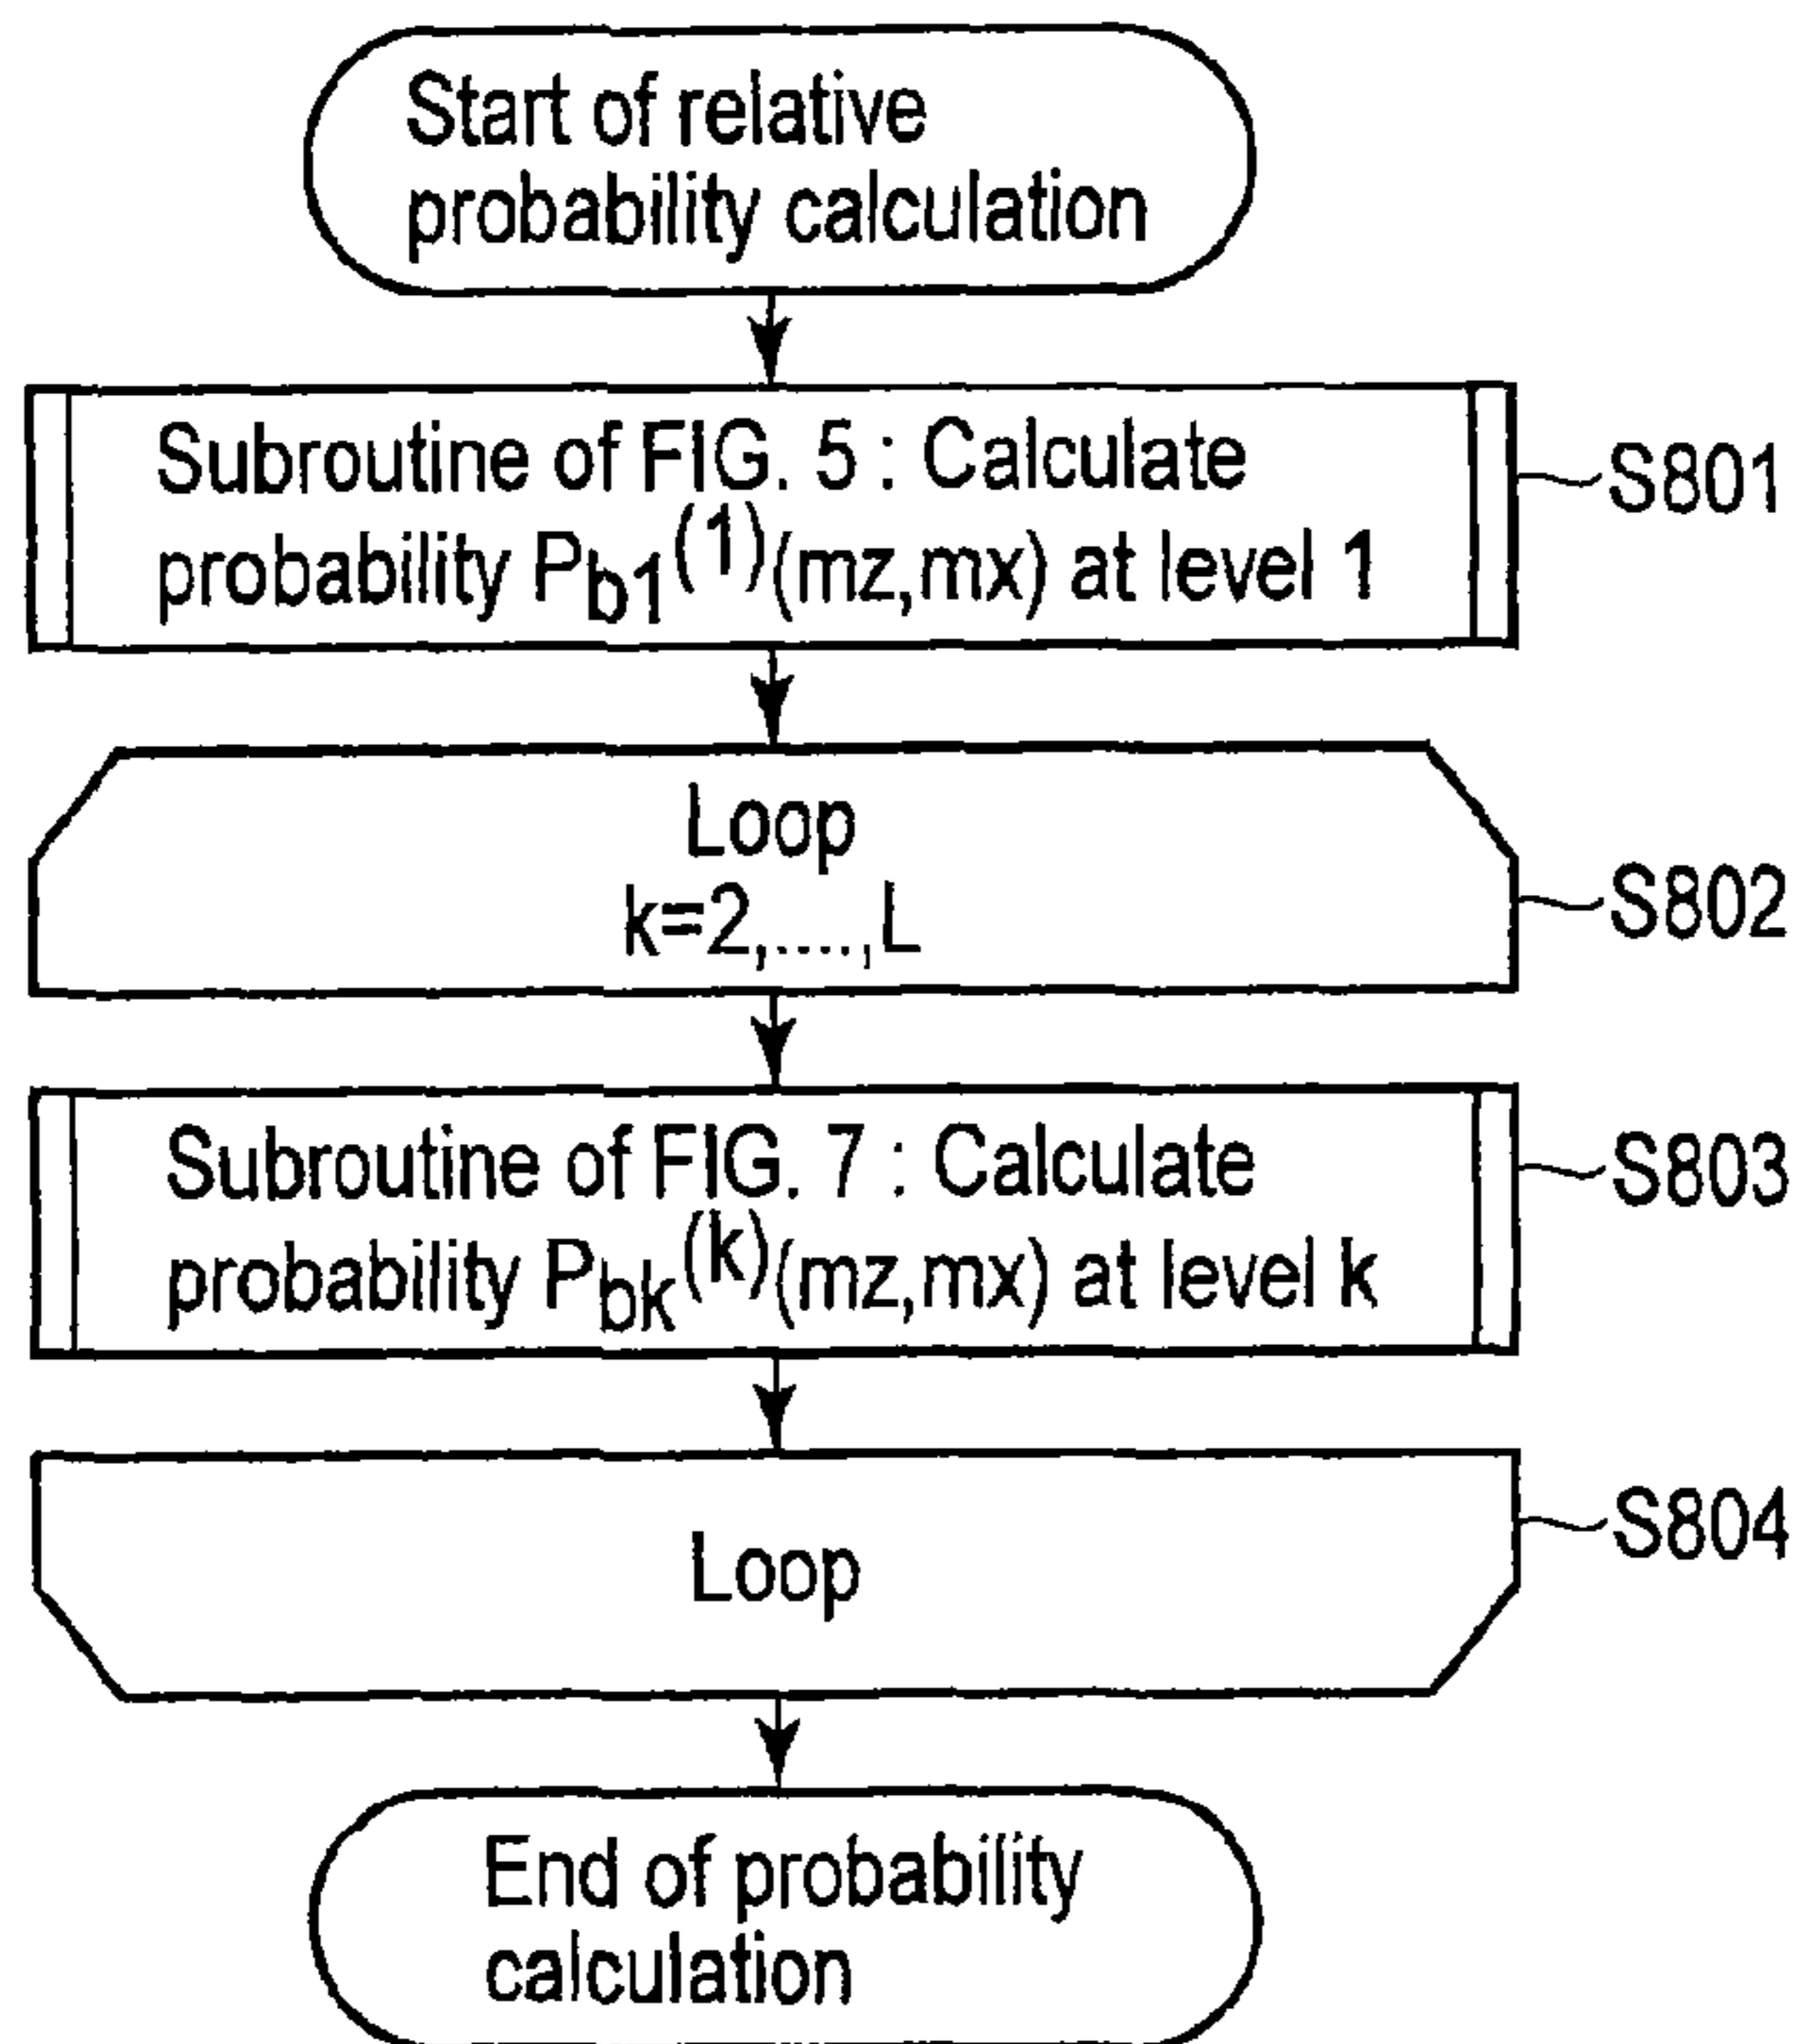 Start of relative
probability calculation
Subroutine of FIG. 5 : Calculate
probability Pb1(1)(mz,mx) at level 1
S801
Loop
k=2,....,L
S802
Subroutine of FIG. 7 : Calculate
probability Pbk(k)(mz,mx) at level k
S803
Loop
S804
End of probability
calculation